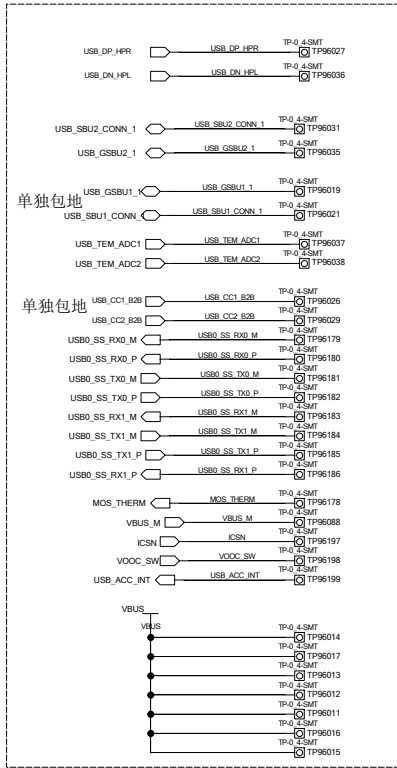 TP-0_4-SMT
USB_DP_HPR USB_DP_HPR TP96027
TP-0_4-SMT
USB_DN_HPL USB_DN_HPL TP96036
TP-0_4-SMT
USB_SBU2_CONN_1 USB_SBU2_CONN_1 TP96031
TP-0_4-SMT
USB_GSBU2_1 USB_GSBU2_1 TP96035
TP-0_4-SMT
USB_GSBU1_1 USB_GSBU1_1 TP96019
单独包地
TP-0_4-SMT
USB_SBU1_CONN_ USB_SBU1_CONN_1 TP96021
TP-0_4-SMT
USB_TEM_ADC1 USB_TEM_ADC1 TP96037
TP-0_4-SMT
USB_TEM_ADC2 USB_TEM_ADC2 TP96038
TP-0_4-SMT
单独包地 USB_CC1_B2B USB_CC1_B2B TP96026
TP-0_4-SMT
USB_CC2_B2B USB_CC2_B2B TP96029
TP-0_4-SMT
USB0_SS_RX0_M USB0_SS_RX0_M TP96179
TP-0_4-SMT
USB0_SS_RX0_P USB0_SS_RX0_P TP96180
TP-0_4-SMT
USB0_SS_TX0_M USB0_SS_TX0_M TP96181
TP-0_4-SMT
USB0_SS_TX0_P USB0_SS_TX0_P TP96182
TP-0_4-SMT
USB0_SS_RX1_M USB0_SS_RX1_M TP96183
TP-0_4-SMT
USB0_SS_TX1_M USB0_SS_TX1_M TP96184
TP-0_4-SMT
USB0_SS_TX1_P USB0_SS_TX1_P TP96185
TP-0_4-SMT
USB0_SS_RX1_P USB0_SS_RX1_P TP96186
TP-0_4-SMT
MOS_THERM MOS_THERM TP96178
TP-0_4-SMT
VBUS_M VBUS_M TP96088
TP-0_4-SMT
ICSN ICSN TP96197
TP-0_4-SMT
VOOC_SW VOOC_SW TP96198
TP-0_4-SMT
USB_ACC_INT USB_ACC_INT TP96199
VBUS
VBUS TP-0_4-SMT
TP96014
TP-0_4-SMT
TP96017
TP-0_4-SMT
TP96013
TP-0_4-SMT
TP96012
TP-0_4-SMT
TP96011
TP-0_4-SMT
TP96016
TP-0_4-SMT
TP96015